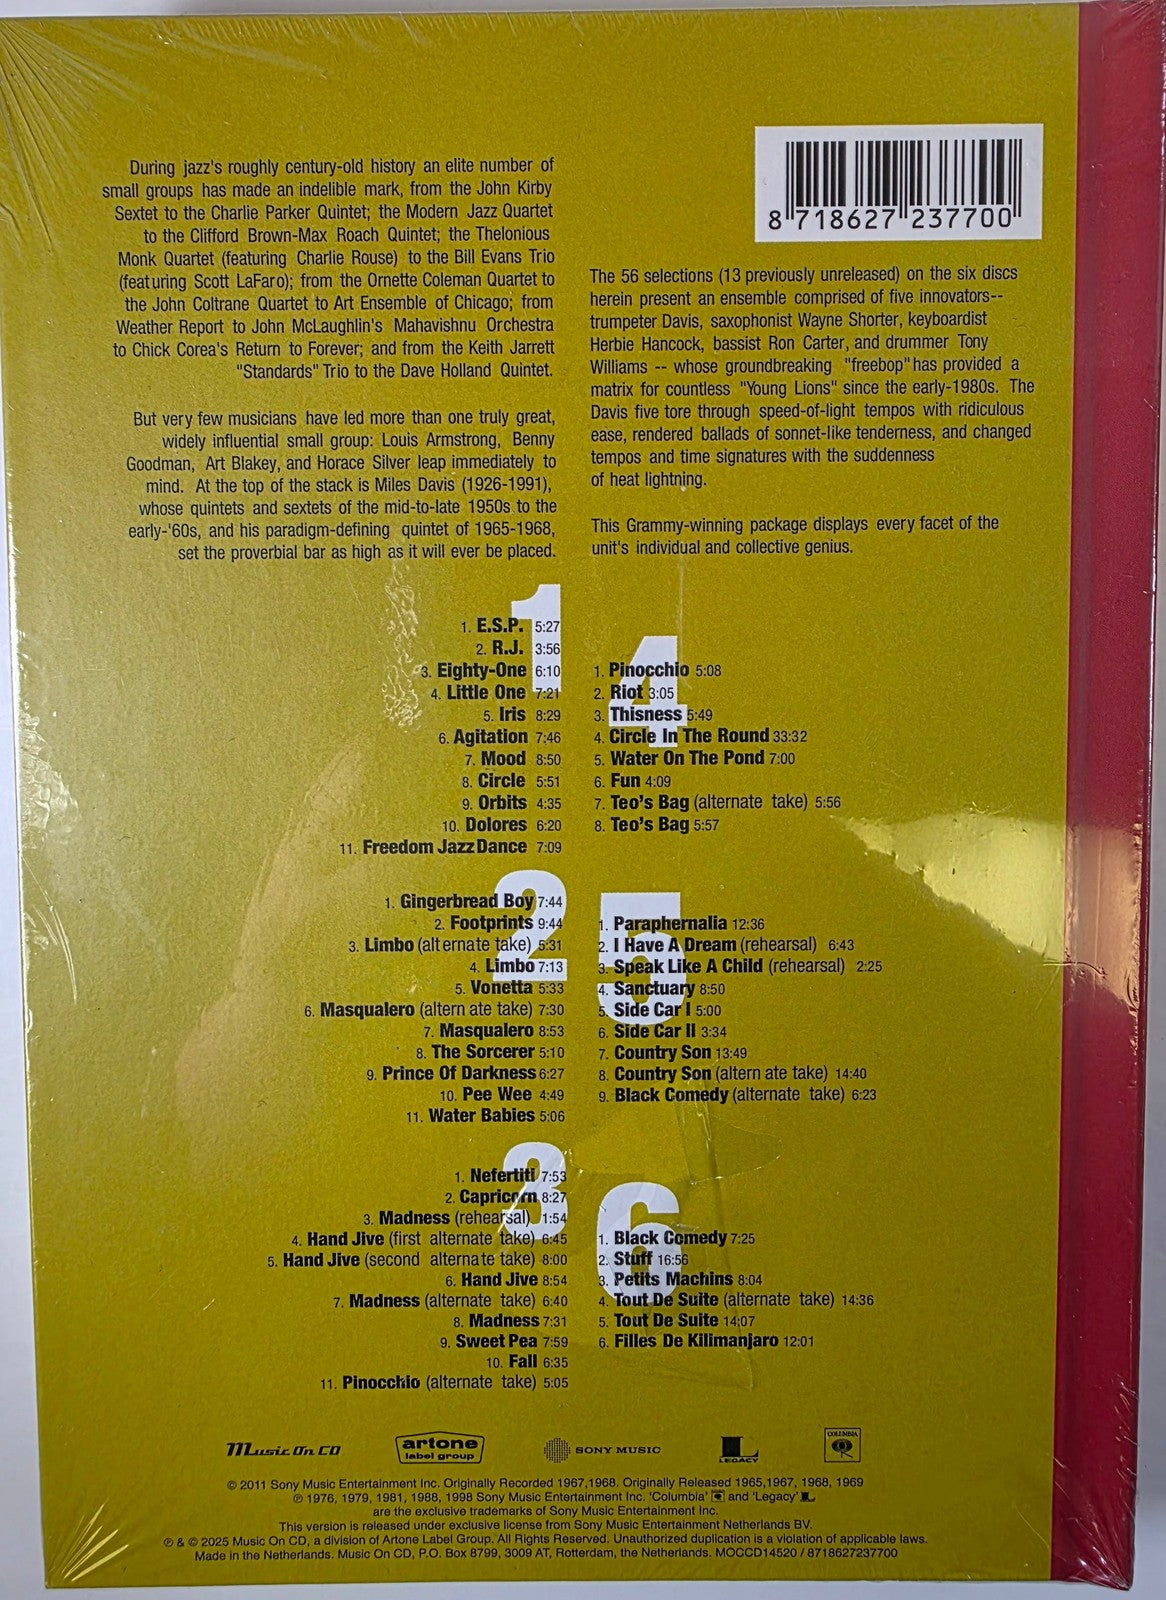 During jazz's roughly century-old history an elite number of
small groups has made an indelible mark, from the John Kirby
Sextet to the Charlie Parker Quintet; the Modern Jazz Quartet
to the Clifford Brown-Max Roach Quintet; the Thelonious
Monk Quartet (featuring Charlie Rouse) to the Bill Evans Trio
(featuring Scott LaFaro); from the Ornette Coleman Quartet to
the John Coltrane Quartet to Art Ensemble of Chicago; from
Weather Report to John McLaughlin's Mahavishnu Orchestra
to Chick Corea's Return to Forever; and from the Keith Jarrett
"Standards" Trio to the Dave Holland Quintet.
But very few musicians have led more than one truly great,
widely influential small group: Louis Armstrong, Benny
Goodman, Art Blakey, and Horace Silver leap immediately to
mind. At the top of the stack is Miles Davis (1926-1991),
whose quintets and sextets of the mid-to-late 1950s to the
early-'60s, and his paradigm-defining quintet of 1965-1968,
set the proverbial bar as high as it will ever be placed.
8 718627 237700
The 56 selections (13 previously unreleased) on the six discs
herein present an ensemble comprised of five innovators--
trumpeter Davis, saxophonist Wayne Shorter, keyboardist
Herbie Hancock, bassist Ron Carter, and drummer Tony
Williams -- whose groundbreaking "freebop" has provided a
matrix for countless "Young Lions" since the early-1980s. The
Davis five tore through speed-of-light tempos with ridiculous
ease, rendered ballads of sonnet-like tenderness, and changed
tempos and time signatures with the suddenness
of heat lightning.
This Grammy-winning package displays every facet of the
unit's individual and collective genius.
1
1. E.S.P. 5:27
2. R.J. 3:56
3. Eighty-One 6:10
4. Little One 7:21
5. Iris 8:29
6. Agitation 7:46
7. Mood 8:50
8. Circle 5:51
9. Orbits 4:35
10. Dolores 6:20
11. Freedom Jazz Dance 7:09
2
1. Gingerbread Boy 7:44
2. Footprints 9:44
3. Limbo (alternate take) 5:31
4. Limbo 7:13
5. Vonetta 5:33
6. Masqualero (altern ate take) 7:30
7. Masqualero 8:53
8. The Sorcerer 5:10
9. Prince Of Darkness 6:27
10. Pee Wee 4:49
11. Water Babies 5:06
3
1. Nefertiti 7:53
2. Capricorn 8:27
3. Madness (rehearsal) 1:54
4. Hand Jive (first alternate take) 6:45
5. Hand Jive (second alternate take) 8:00
6. Hand Jive 8:54
7. Madness (alternate take) 6:40
8. Madness 7:31
9. Sweet Pea 7:59
10. Fall 6:35
11. Pinocchio (alternate take) 5:05
4
1. Pinocchio 5:08
2. Riot 3:05
3. Thisness 5:49
4. Circle In The Round 33:32
5. Water On The Pond 7:00
6. Fun 4:09
7. Teo's Bag (alternate take) 5:56
8. Teo's Bag 5:57
5
1. Paraphernalia 12:36
2. I Have A Dream (rehearsal) 6:43
3. Speak Like A Child (rehearsal) 2:25
4. Sanctuary 8:50
5. Side Car I 5:00
6. Side Car II 3:34
7. Country Son 13:49
8. Country Son (altern ate take) 14:40
9. Black Comedy (alternate take) 6:23
6
1. Black Comedy 7:25
2. Stuff 16:56
3. Petits Machins 8:04
4. Tout De Suite (alternate take) 14:36
5. Tout De Suite 14:07
6. Filles De Kilimanjaro 12:01
Music On CD
artone
label group
SONY MUSIC
LEGACY
COLUMBIA
© 2011 Sony Music Entertainment Inc. Originally Recorded 1967,1968. Originally Released 1965,1967, 1968, 1969
℗ 1976, 1979, 1981, 1988, 1998 Sony Music Entertainment Inc. 'Columbia' and 'Legacy'
are the exclusive trademarks of Sony Music Entertainment Inc.
This version is released under exclusive license from Sony Music Entertainment Netherlands BV.
℗ & © 2025 Music On CD, a division of Artone Label Group. All Rights Reserved. Unauthorized duplication is a violation of applicable laws.
Made in the Netherlands. Music On CD, P.O. Box 8799, 3009 AT, Rotterdam, the Netherlands. MOCCD14520 / 8718627237700